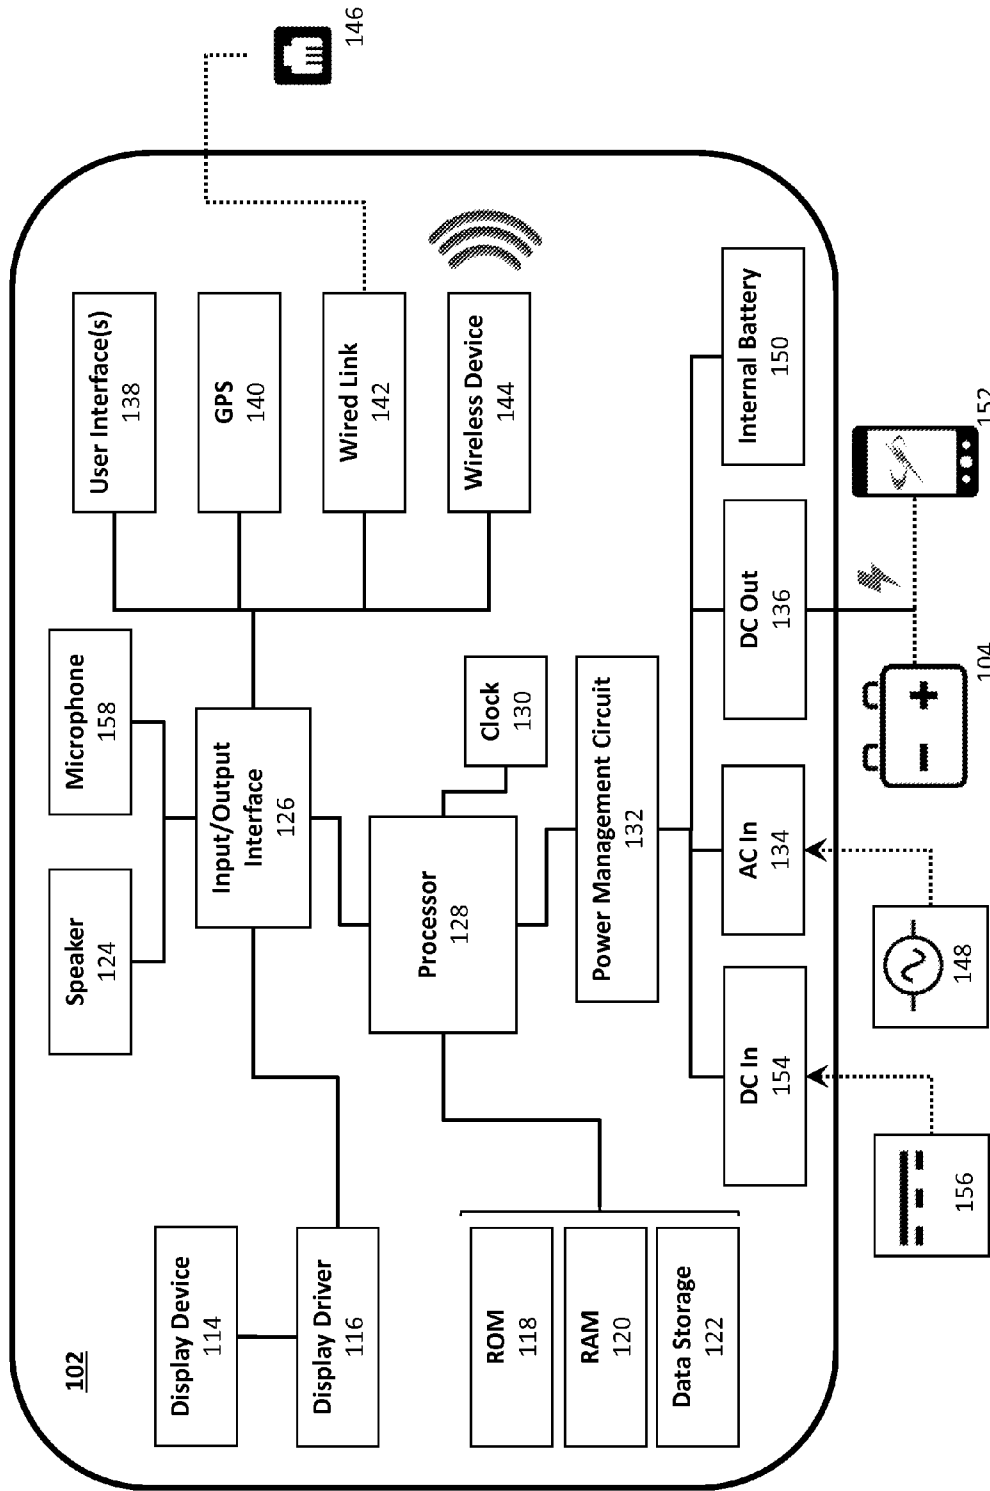 102
Display Device
114
Display Driver
116
ROM
118
RAM
120
Data Storage
122
Speaker
124
Microphone
158
Input/Output
Interface
126
Processor
128
Clock
130
Power Management Circuit
132
User Interface(s)
138
GPS
140
Wired Link
142
Wireless Device
144
146
DC In
154
AC In
134
DC Out
136
Internal Battery
150
156
148
104
152